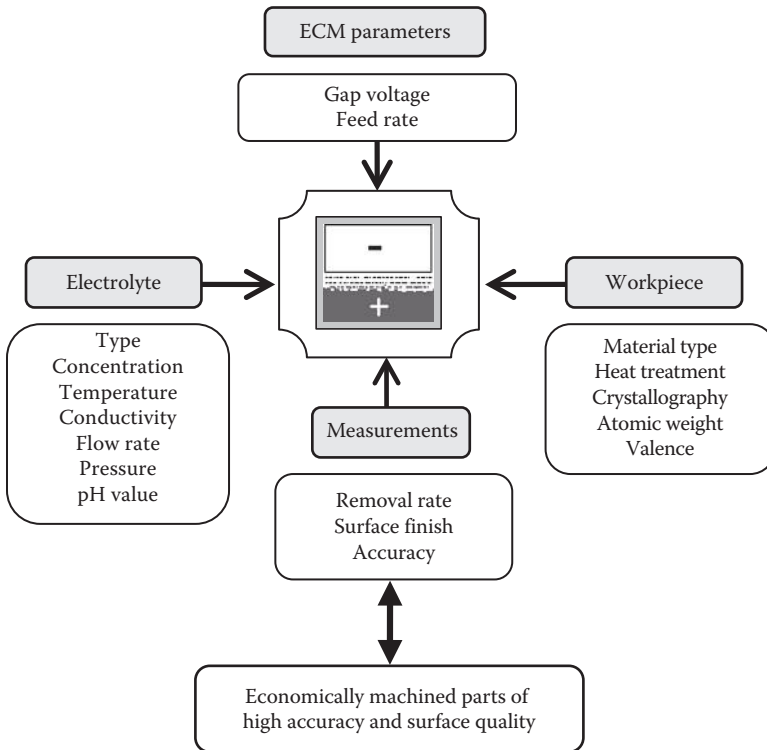 ECM parameters
Gap voltage
Feed rate
-
+
Electrolyte
Type
Concentration
Temperature
Conductivity
Flow rate
Pressure
pH value
Workpiece
Material type
Heat treatment
Crystallography
Atomic weight
Valence
Measurements
Removal rate
Surface finish
Accuracy
Economically machined parts of
high accuracy and surface quality